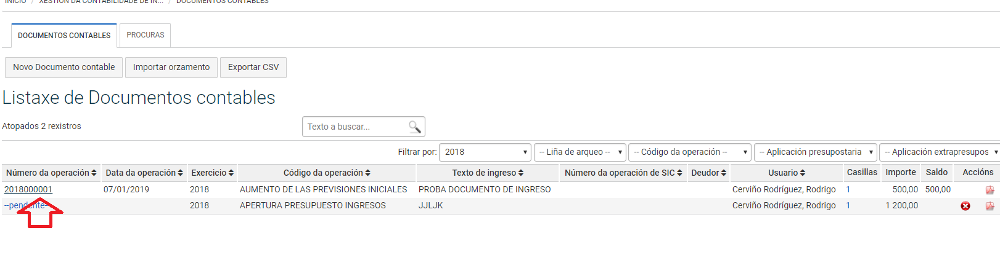 INICIO / XESTIÓN DA CONTABILIDADE DE IN... / DOCUMENTOS CONTABLES
DOCUMENTOS CONTABLES PROCURAS
Novo Documento contable Importar orzamento Exportar CSV
Listaxe de Documentos contables
Atopados 2 rexistros Texto a buscar...
Filtrar por: 2018 -- Liña de arqueo -- -- Código da operación -- -- Aplicación presupostaria -- Aplicación extrapresupos
Número da operación Data da operación Exercicio Código da operación Texto de ingreso Número da operación de SIC Deudor Usuario Casillas Importe Saldo Accións
2018000001 07/01/2019 2018 AUMENTO DE LAS PREVISIONES INICIALES PROBA DOCUMENTO DE INGRESO Cerviño Rodríguez, Rodrigo 1 500,00 500,00
--pendente-- 2018 APERTURA PRESUPUESTO INGRESOS JJLJK Cerviño Rodríguez, Rodrigo 1 1 200,00